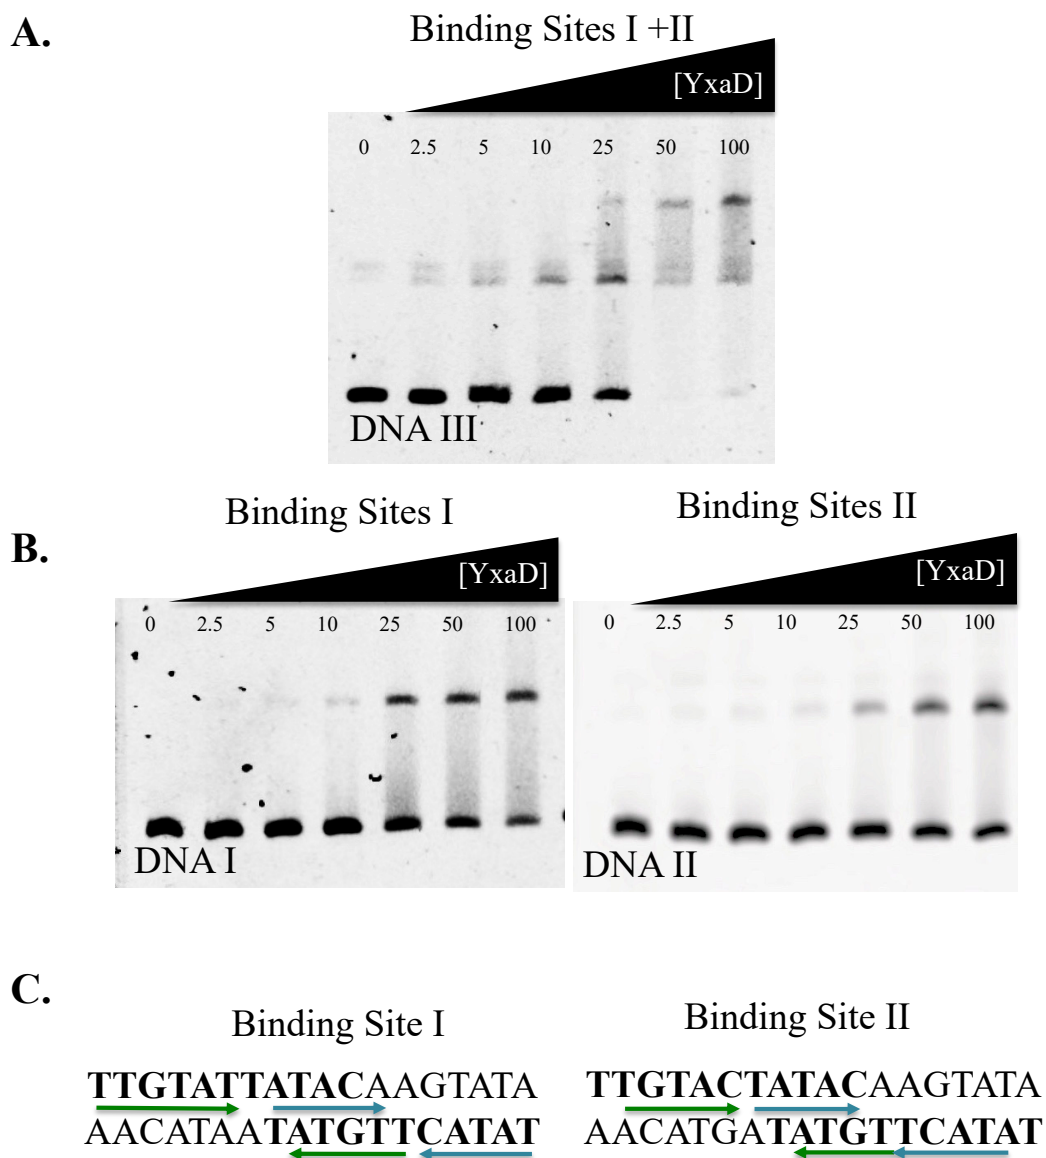 A.
Binding Sites I +II
[YxaD]
0 2.5 5 10 25 50 100
DNA III
B.
Binding Sites I
[YxaD]
0 2.5 5 10 25 50 100
DNA I
Binding Sites II
[YxaD]
0 2.5 5 10 25 50 100
DNA II
C.
Binding Site I
TTGTATTATACAAGTATA
AACATAATATGTTCATAT
Binding Site II
TTGTACTATACAAGTATA
AACATGATATGTTCATAT